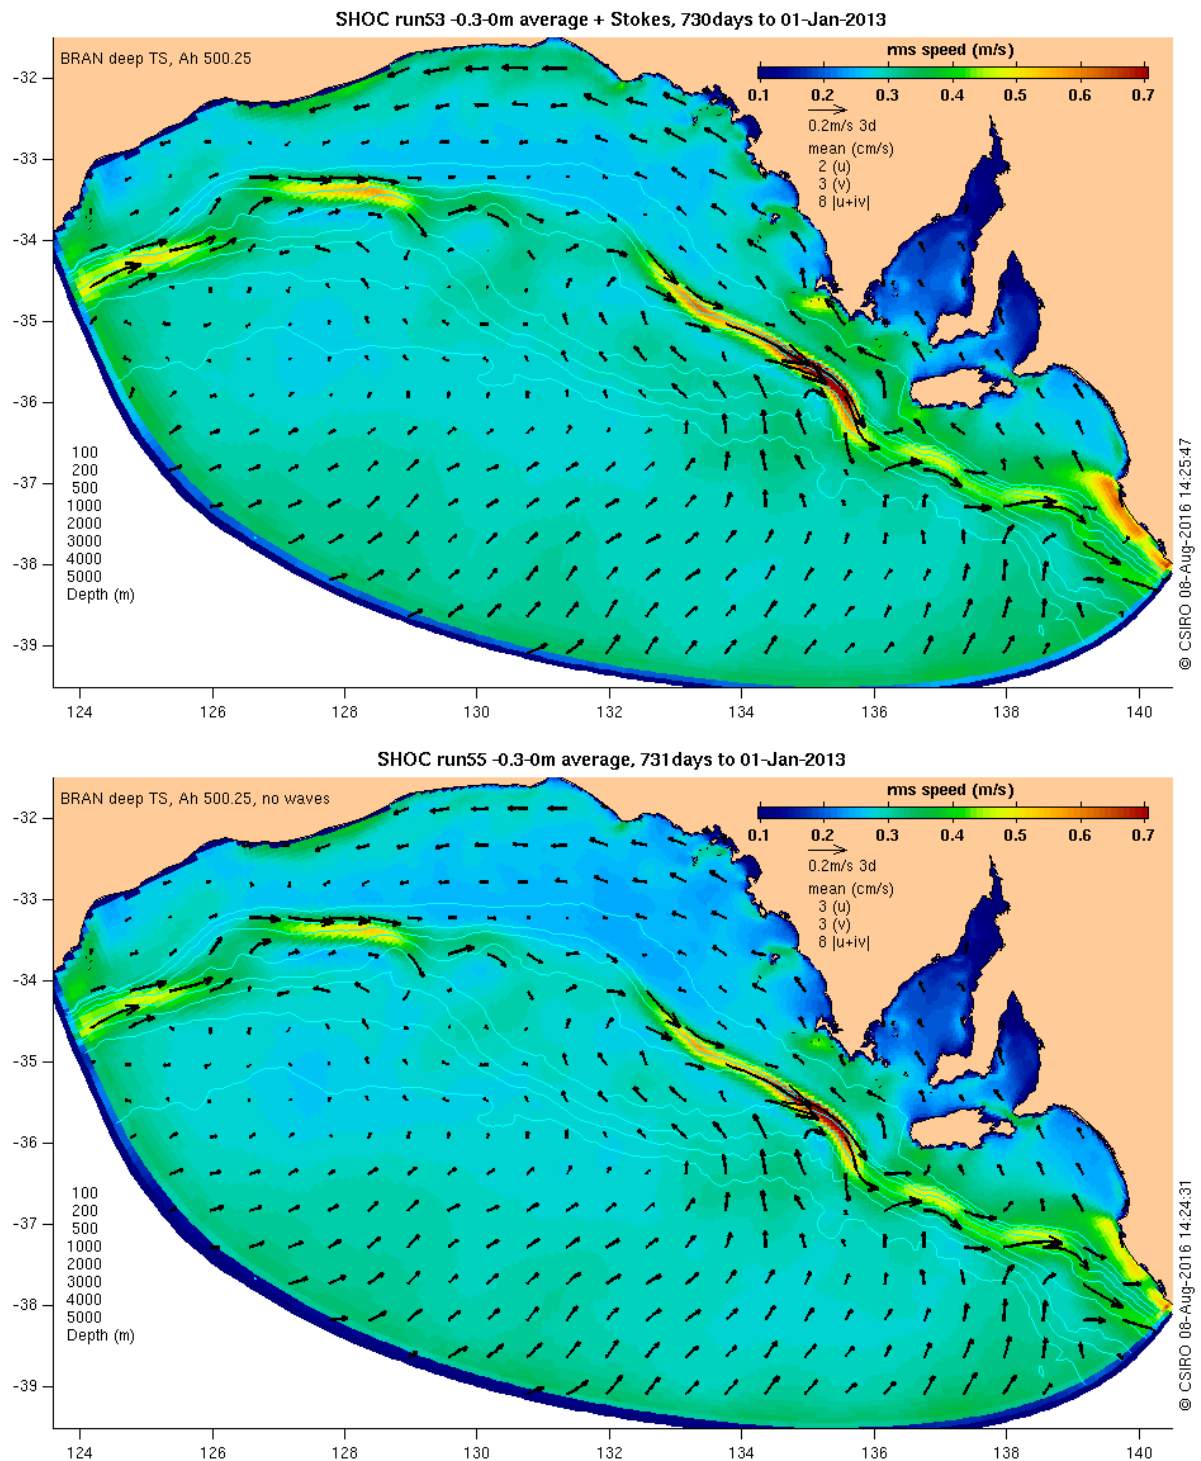 SHOC run53 -0.3-0m average + Stokes, 730days to 01-Jan-2013
BRAN deep TS, Ah 500.25
rms speed (m/s)
0.1 0.2 0.3 0.4 0.5 0.6 0.7
0.2m/s 3d
mean (cm/s)
2 (u)
3 (v)
8 |u+iv|
-32
-33
-34
-35
-36
-37
-38
-39
100
200
500
1000
2000
3000
4000
5000
Depth (m)
124 126 128 130 132 134 136 138 140
© CSIRO 08-Aug-2016 14:25:47
SHOC run55 -0.3-0m average, 731days to 01-Jan-2013
BRAN deep TS, Ah 500.25, no waves
rms speed (m/s)
0.1 0.2 0.3 0.4 0.5 0.6 0.7
0.2m/s 3d
mean (cm/s)
3 (u)
3 (v)
8 |u+iv|
-32
-33
-34
-35
-36
-37
-38
-39
100
200
500
1000
2000
3000
4000
5000
Depth (m)
124 126 128 130 132 134 136 138 140
© CSIRO 08-Aug-2016 14:24:31